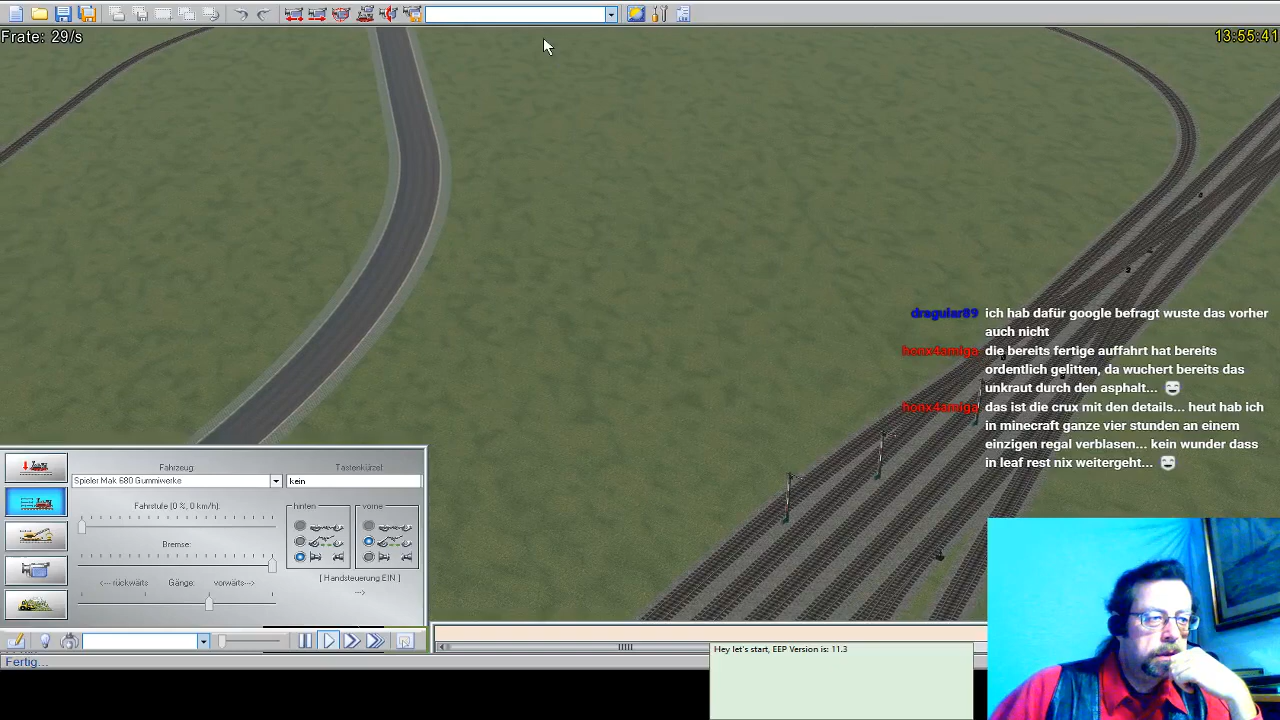 Frate: 29/s
13:55:41
dragular89 ich hab dafür google befragt wuste das vorher
auch nicht
honx4amiga die bereits fertige auffahrt hat bereits
ordentlich gelitten, da wuchert bereits das
unkraut durch den asphalt...
honx4amiga das ist die crux mit den details... heut hab ich
in minecraft ganze vier stunden an einem
einzigen regal verblasen... kein wunder dass
in leaf rest nix weitergeht...
Fahrzeug:
Tastenkürzel:
Spieler Mak 680 Gummiwerke
kein
Fahrstufe (0 %, 0 km/h):
hinten
vorne
Bremse:
<--- rückwärts Gänge: vorwärts--->
[ Handsteuerung EIN ]
--->
Fertig...
Hey let's start, EEP Version is: 11.3